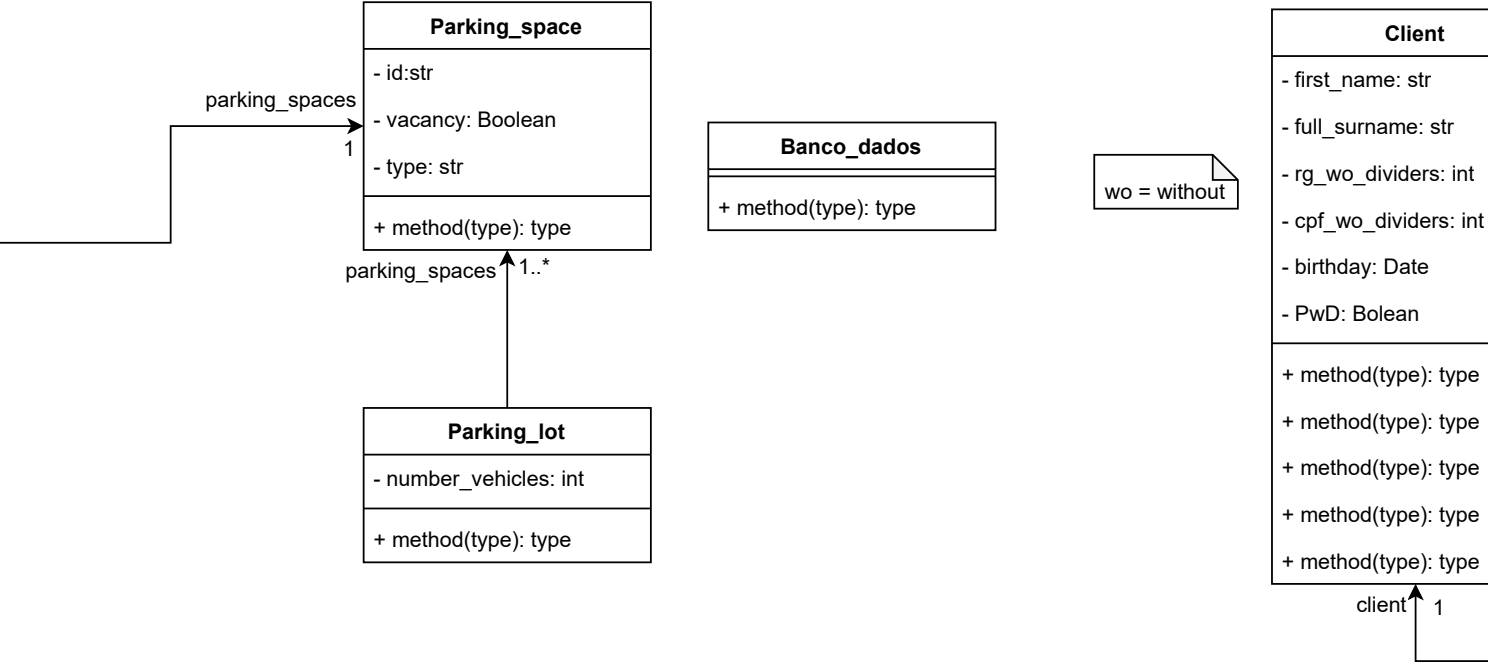 Parking_space
- id:str
- vacancy: Boolean
- type: str
+ method(type): type
parking_spaces
1
parking_spaces
1..*
Parking_lot
- number_vehicles: int
+ method(type): type
Banco_dados
+ method(type): type
wo = without
Client
- first_name: str
- full_surname: str
- rg_wo_dividers: int
- cpf_wo_dividers: int
- birthday: Date
- PwD: Bolean
+ method(type): type
+ method(type): type
+ method(type): type
+ method(type): type
+ method(type): type
client
1